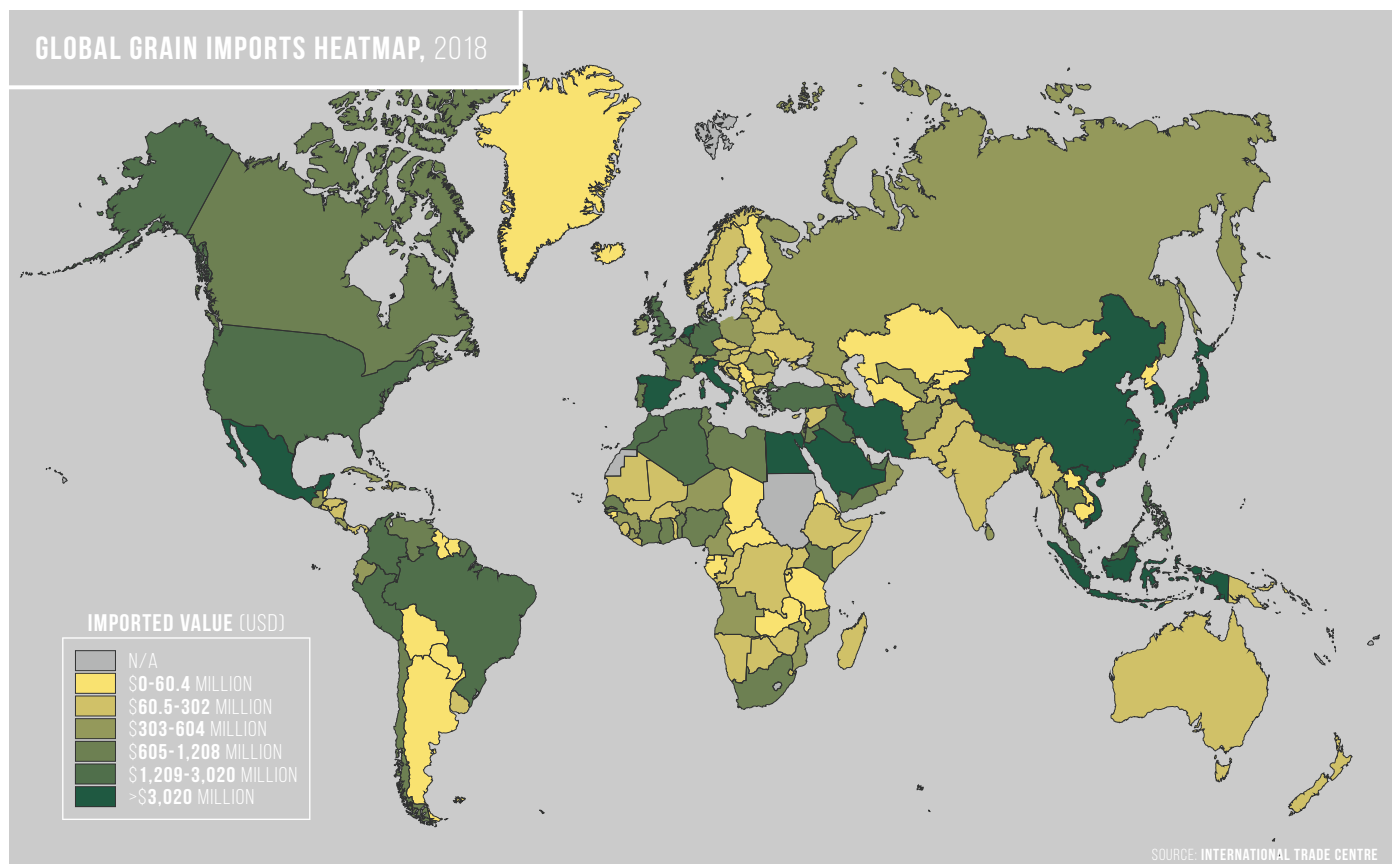 GLOBAL GRAIN IMPORTS HEATMAP, 2018
IMPORTED VALUE (USD)
N/A
$0-60.4 MILLION
$60.5-302 MILLION
$303-604 MILLION
$605-1,208 MILLION
$1,209-3,020 MILLION
>$3,020 MILLION
SOURCE: INTERNATIONAL TRADE CENTRE